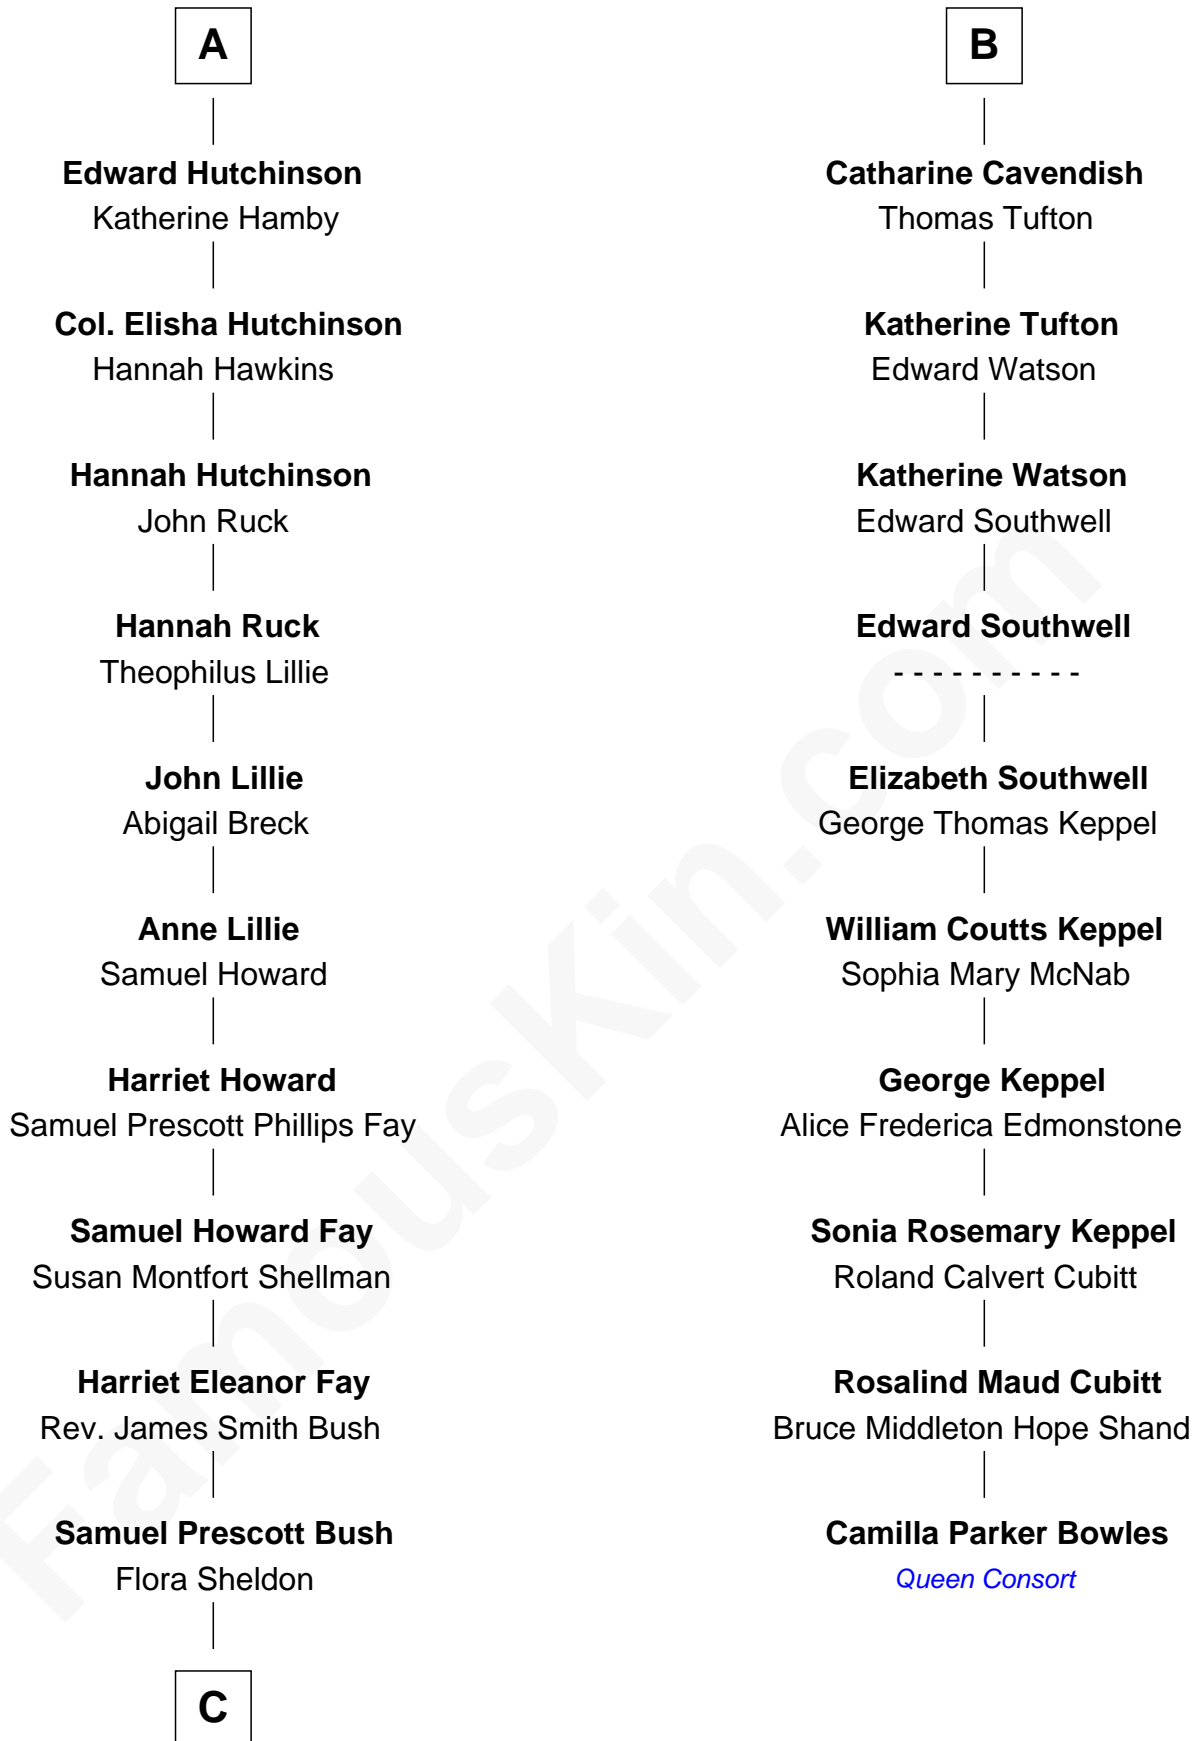 A
Edward Hutchinson
Katherine Hamby
Col. Elisha Hutchinson
Hannah Hawkins
Hannah Hutchinson
John Ruck
Hannah Ruck
Theophilus Lillie
John Lillie
Abigail Breck
Anne Lillie
Samuel Howard
Harriet Howard
Samuel Prescott Phillips Fay
Samuel Howard Fay
Susan Montfort Shellman
Harriet Eleanor Fay
Rev. James Smith Bush
Samuel Prescott Bush
Flora Sheldon
C
B
Catharine Cavendish
Thomas Tufton
Katherine Tufton
Edward Watson
Katherine Watson
Edward Southwell
Edward Southwell
- - - - - - - - - -
Elizabeth Southwell
George Thomas Keppel
William Coutts Keppel
Sophia Mary McNab
George Keppel
Alice Frederica Edmonstone
Sonia Rosemary Keppel
Roland Calvert Cubitt
Rosalind Maud Cubitt
Bruce Middleton Hope Shand
Camilla Parker Bowles
Queen Consort
FamousKin.com